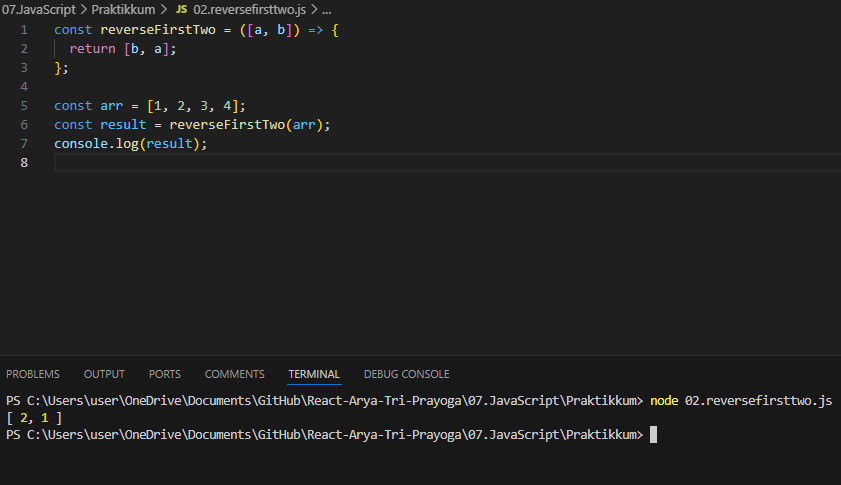 07.JavaScript > Praktikkum > JS 02.reversefirsttwo.js > ...
1 const reverseFirstTwo = ([a, b]) => {
2   return [b, a];
3 };
4
5 const arr = [1, 2, 3, 4];
6 const result = reverseFirstTwo(arr);
7 console.log(result);
8
PROBLEMS OUTPUT PORTS COMMENTS TERMINAL DEBUG CONSOLE
PS C:\Users\user\OneDrive\Documents\GitHub\React-Arya-Tri-Prayoga\07.JavaScript\Praktikkum> node 02.reversefirsttwo.js
[ 2, 1 ]
PS C:\Users\user\OneDrive\Documents\GitHub\React-Arya-Tri-Prayoga\07.JavaScript\Praktikkum>